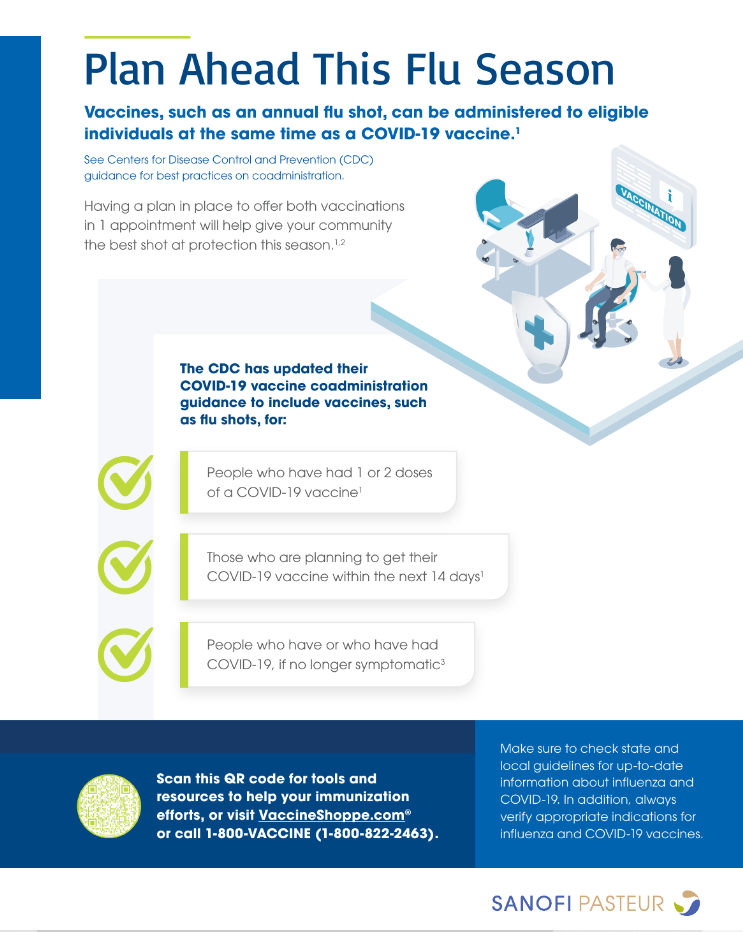 Plan Ahead This Flu Season
Vaccines, such as an annual flu shot, can be administered to eligible
individuals at the same time as a COVID-19 vaccine.¹
See Centers for Disease Control and Prevention (CDC)
guidance for best practices on coadministration.
Having a plan in place to offer both vaccinations
in 1 appointment will help give your community
the best shot at protection this season.¹,²
i
VACCINATION
The CDC has updated their
COVID-19 vaccine coadministration
guidance to include vaccines, such
as flu shots, for:
People who have had 1 or 2 doses
of a COVID-19 vaccine¹
Those who are planning to get their
COVID-19 vaccine within the next 14 days¹
People who have or who have had
COVID-19, if no longer symptomatic³
Scan this QR code for tools and
resources to help your immunization
efforts, or visit VaccineShoppe.com®
or call 1-800-VACCINE (1-800-822-2463).
Make sure to check state and
local guidelines for up-to-date
information about influenza and
COVID-19. In addition, always
verify appropriate indications for
influenza and COVID-19 vaccines.
SANOFI PASTEUR